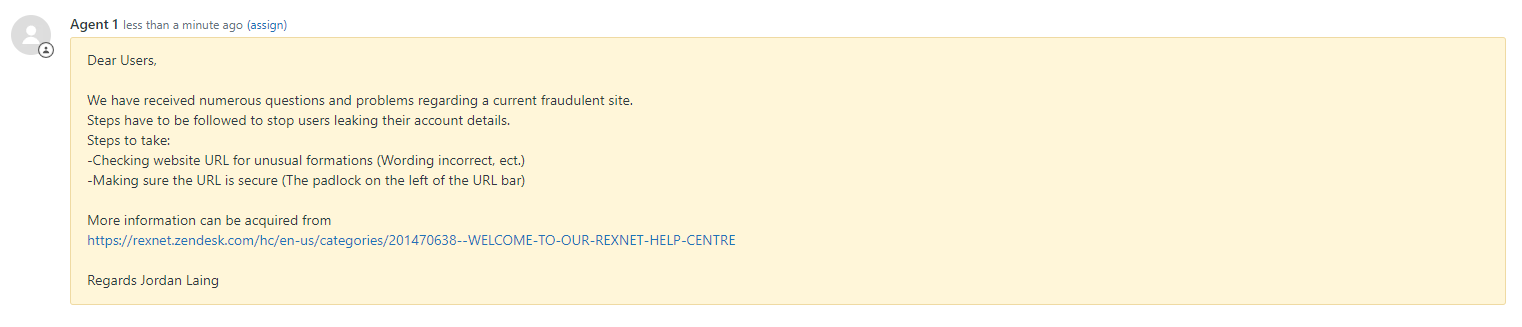 Agent 1 less than a minute ago (assign)
Dear Users,
We have received numerous questions and problems regarding a current fraudulent site.
Steps have to be followed to stop users leaking their account details.
Steps to take:
-Checking website URL for unusual formations (Wording incorrect, ect.)
-Making sure the URL is secure (The padlock on the left of the URL bar)
More information can be acquired from
https://rexnet.zendesk.com/hc/en-us/categories/201470638--WELCOME-TO-OUR-REXNET-HELP-CENTRE
Regards Jordan Laing